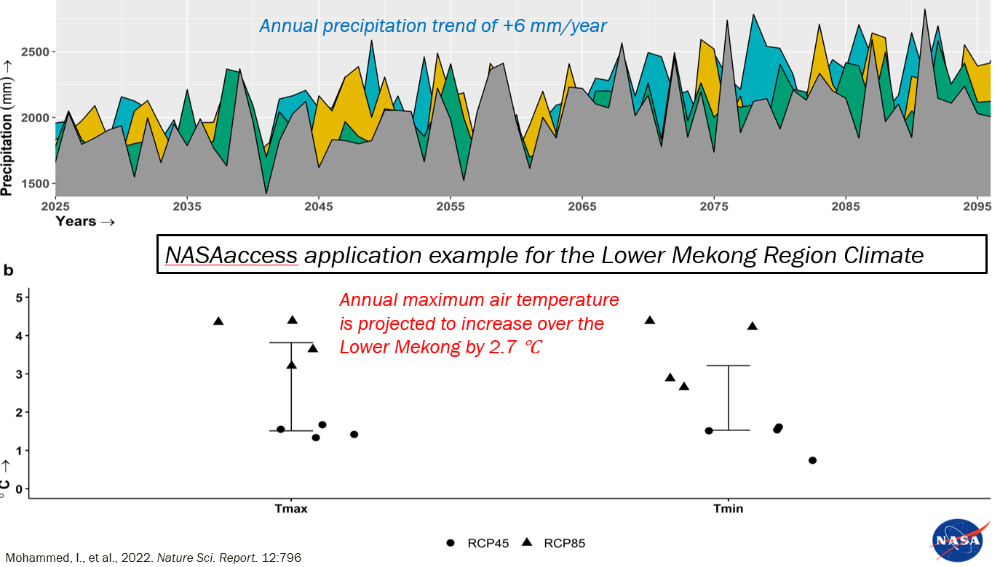 Annual precipitation trend of +6 mm/year
Precipitation (mm) →
2500
2000
1500
2025 2035 2045 2055 2065 2075 2085 2095
Years →
NASAaccess application example for the Lower Mekong Region Climate
b
Annual maximum air temperature
is projected to increase over the
Lower Mekong by 2.7 ℃
°C →
5
4
3
2
1
0
Tmax Tmin
RCP45 RCP85
NASA
Mohammed, I., et al., 2022. Nature Sci. Report. 12:796